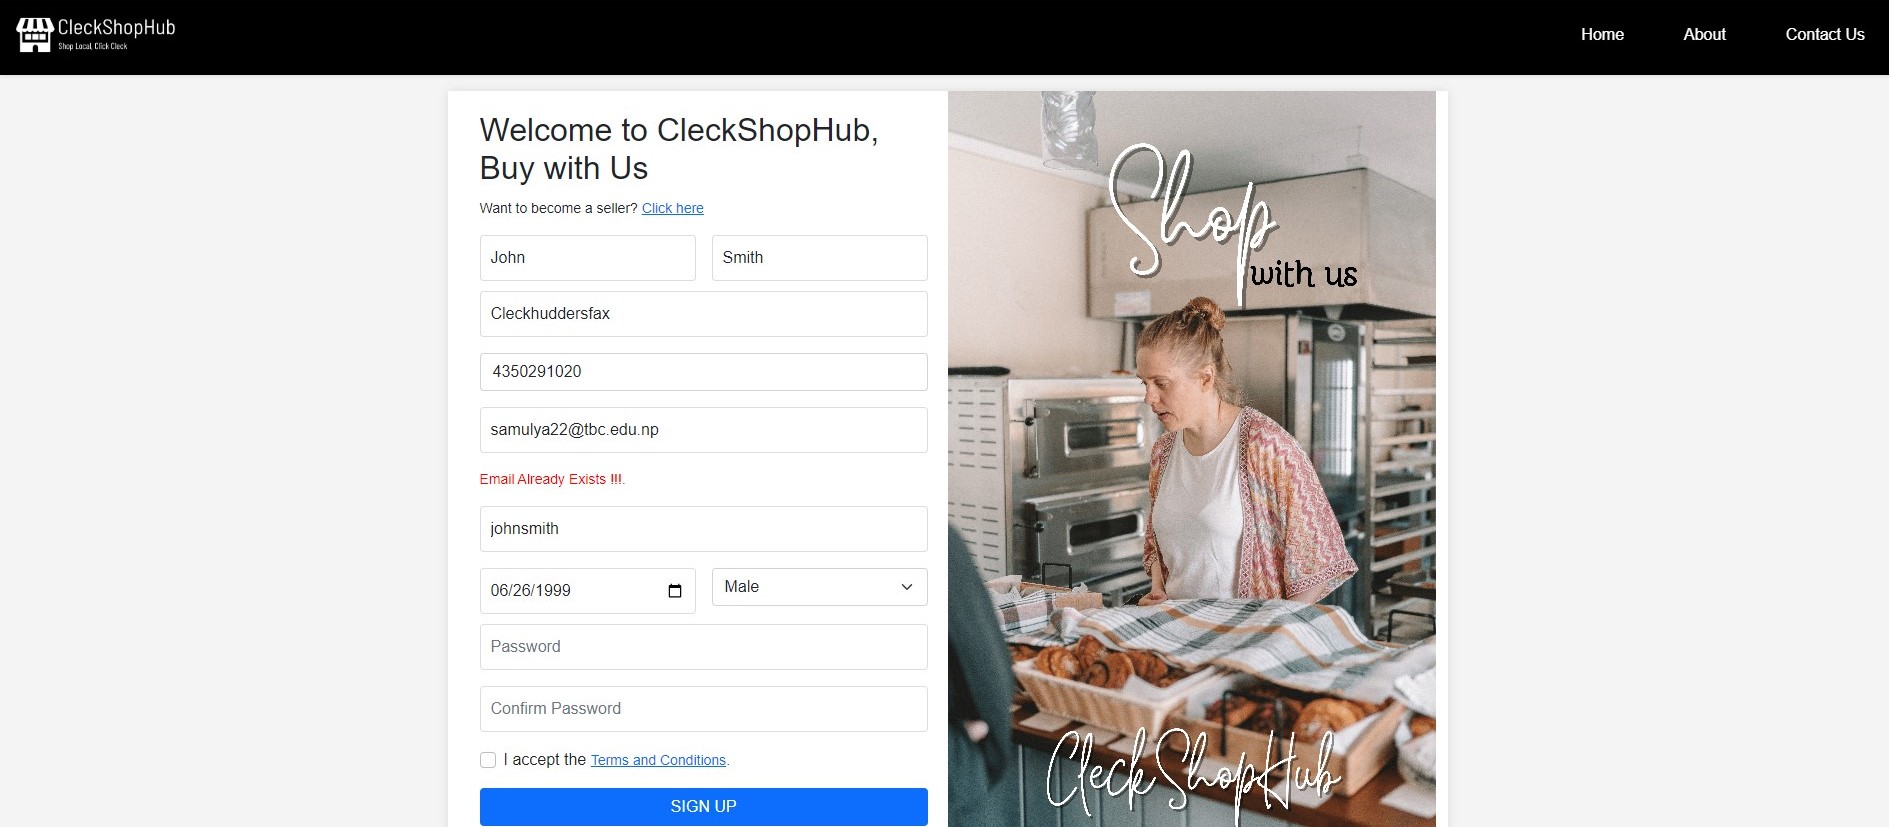 CleckShopHub
Shop Local, Click Cleck
Home About Contact Us
Welcome to CleckShopHub,
Buy with Us
Want to become a seller? Click here
John Smith
Cleckhuddersfax
4350291020
samulya22@tbc.edu.np
Email Already Exists !!!.
johnsmith
06/26/1999 Male
Password
Confirm Password
I accept the Terms and Conditions.
SIGN UP
Shop
with us
CleckShopHub